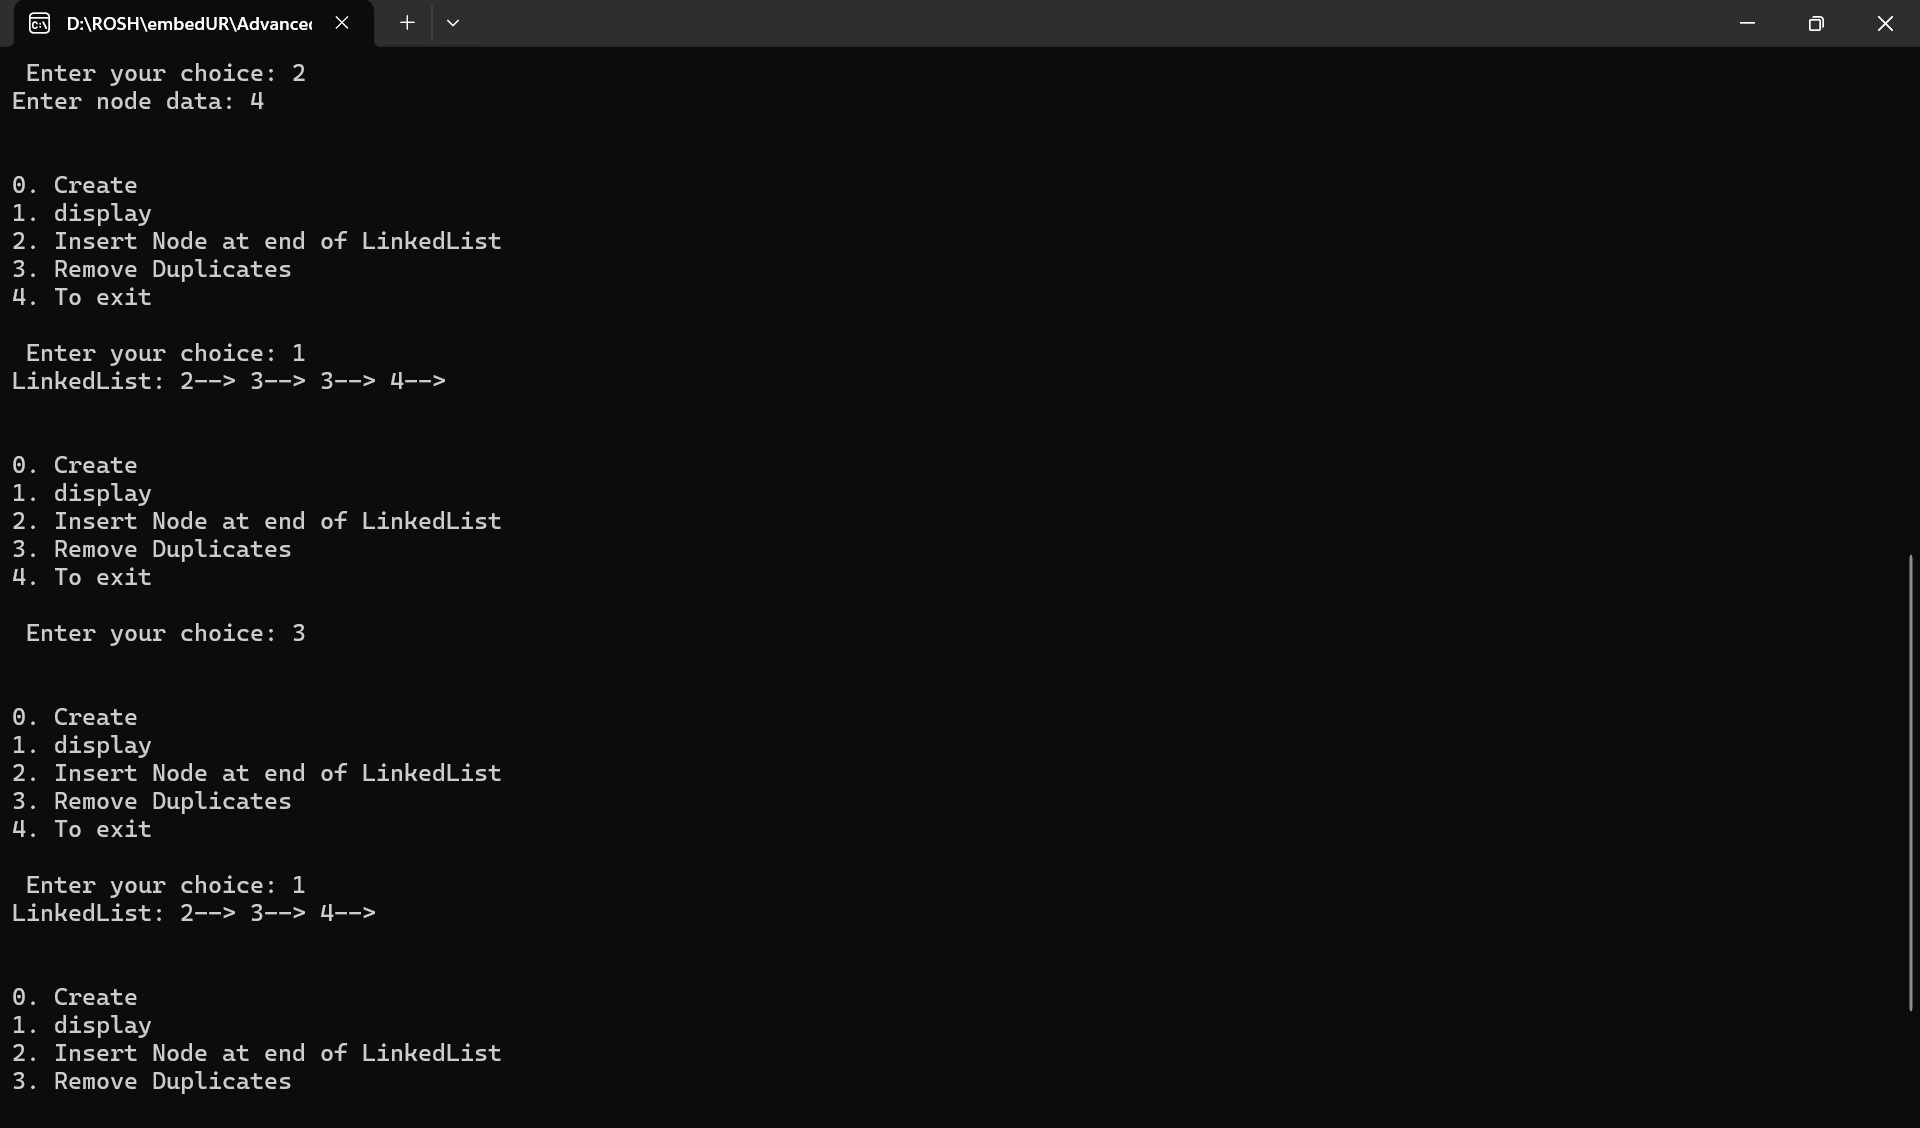 D:\ROSH\embedUR\Advanced
Enter your choice: 2
Enter node data: 4
0. Create
1. display
2. Insert Node at end of LinkedList
3. Remove Duplicates
4. To exit
Enter your choice: 1
LinkedList: 2--> 3--> 3--> 4-->
0. Create
1. display
2. Insert Node at end of LinkedList
3. Remove Duplicates
4. To exit
Enter your choice: 3
0. Create
1. display
2. Insert Node at end of LinkedList
3. Remove Duplicates
4. To exit
Enter your choice: 1
LinkedList: 2--> 3--> 4-->
0. Create
1. display
2. Insert Node at end of LinkedList
3. Remove Duplicates